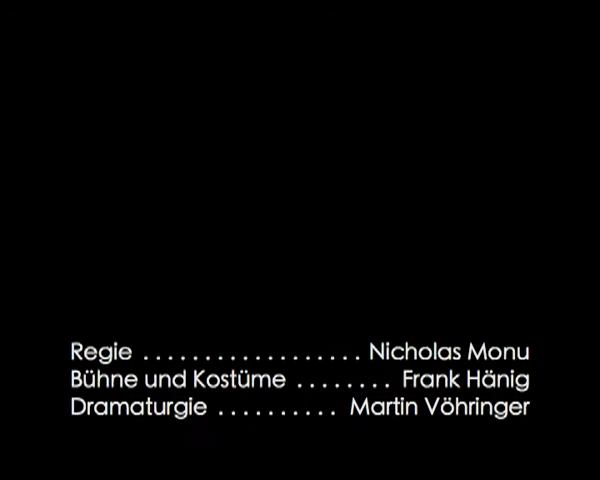 Regie . . . . . . . . . . . . . . . . . . Nicholas Monu
Bühne und Kostüme . . . . . . . . Frank Hänig
Dramaturgie . . . . . . . . . . Martin Vöhringer